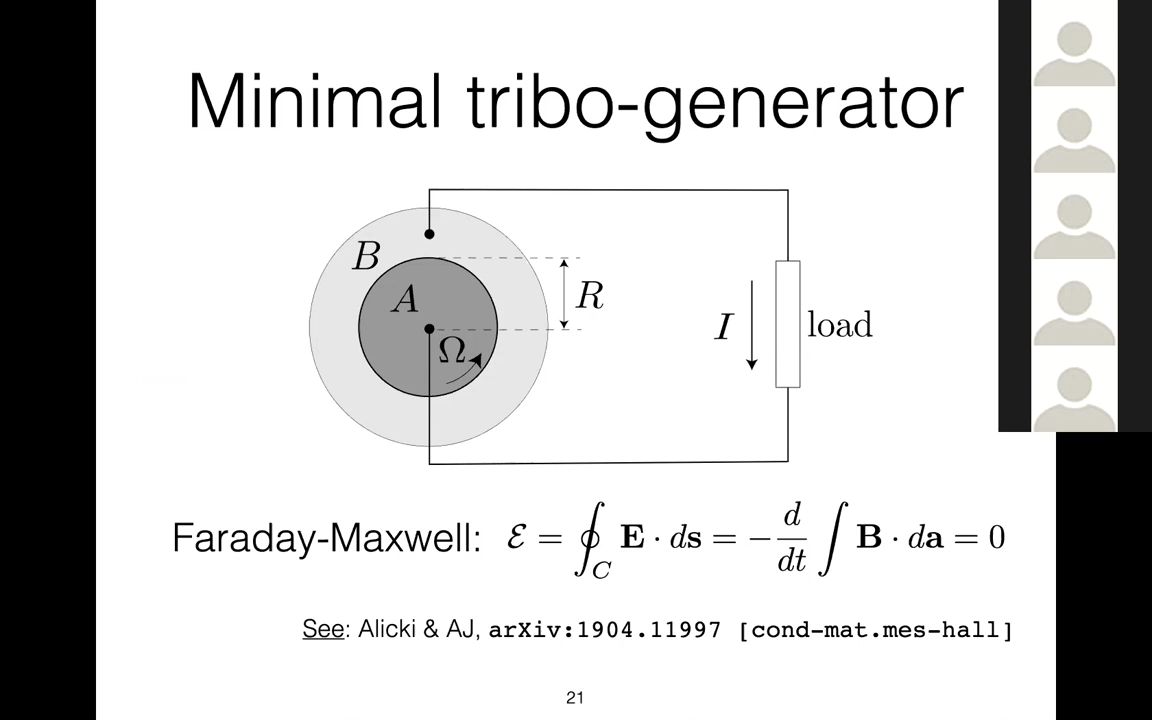 Minimal tribo-generator
B
A
R
Ω
I
load
Faraday-Maxwell: ℰ = ∮_C E · ds = − d/dt ∫ B · da = 0
See: Alicki & AJ, arXiv:1904.11997 [cond-mat.mes-hall]
21